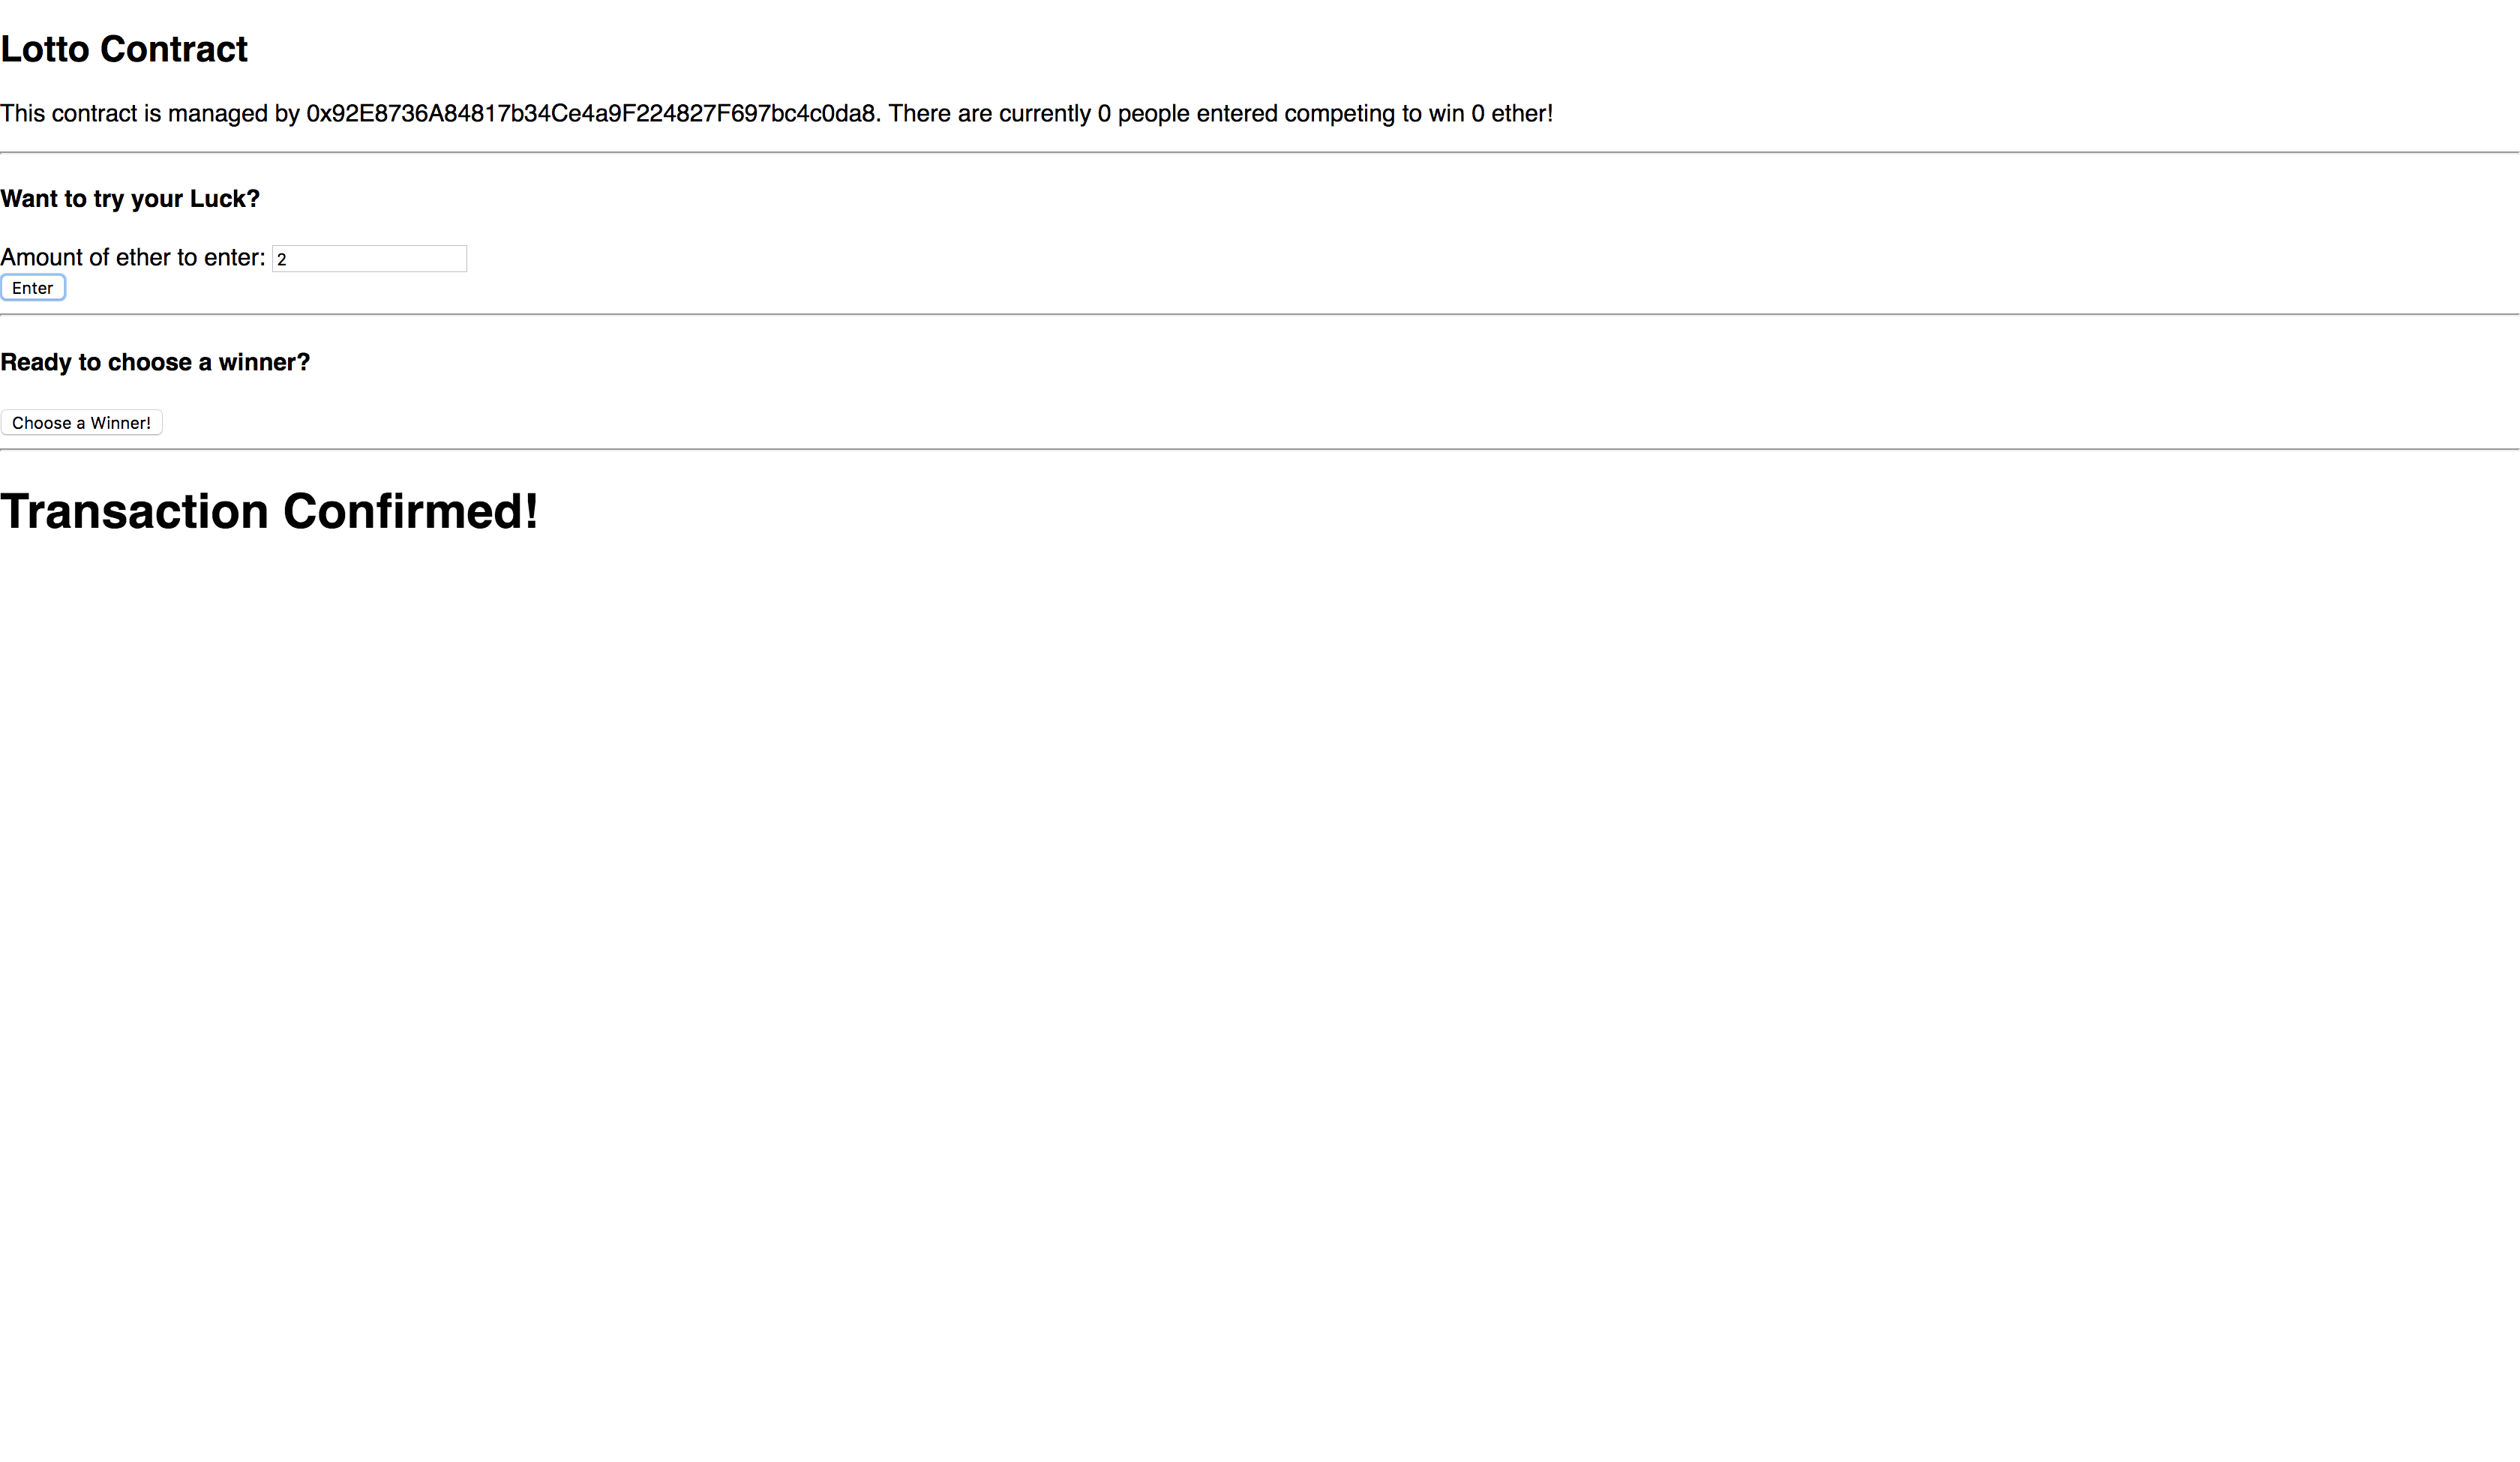 Lotto Contract
This contract is managed by 0x92E8736A84817b34Ce4a9F224827F697bc4c0da8. There are currently 0 people entered competing to win 0 ether!
Want to try your Luck?
Amount of ether to enter: 2
Enter
Ready to choose a winner?
Choose a Winner!
Transaction Confirmed!